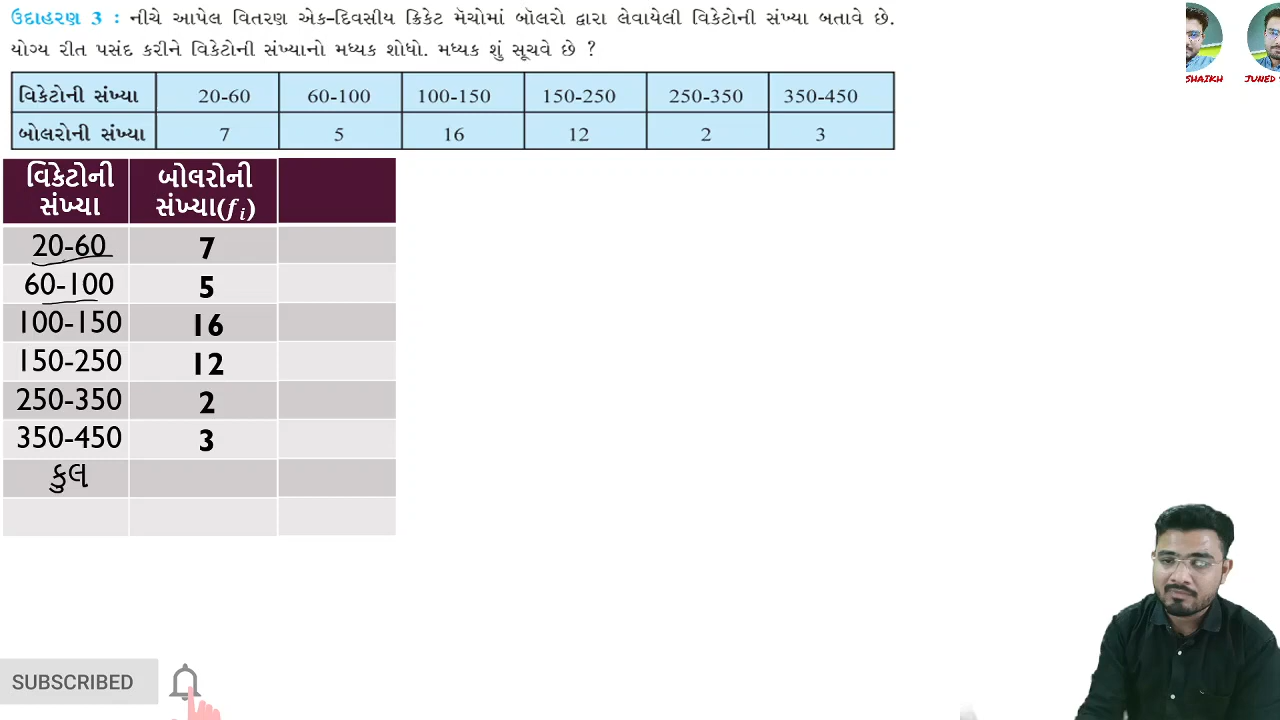 ઉદાહરણ 3 : નીચે આપેલ વિતરણ એક-દિવસીય ક્રિકેટ મૅચોમાં બૉલરો દ્વારા લેવાયેલી વિકેટોની સંખ્યા બતાવે છે.
યોગ્ય રીત પસંદ કરીને વિકેટોની સંખ્યાનો મધ્યક શોધો. મધ્યક શું સૂચવે છે ?
વિકેટોની સંખ્યા 20-60 60-100 100-150 150-250 250-350 350-450
બોલરોની સંખ્યા 7 5 16 12 2 3
વિકેટોની સંખ્યા બોલરોની સંખ્યા(fᵢ)
20-60 7
60-100 5
100-150 16
150-250 12
250-350 2
350-450 3
કુલ
SHAIKH JUNED
SUBSCRIBED